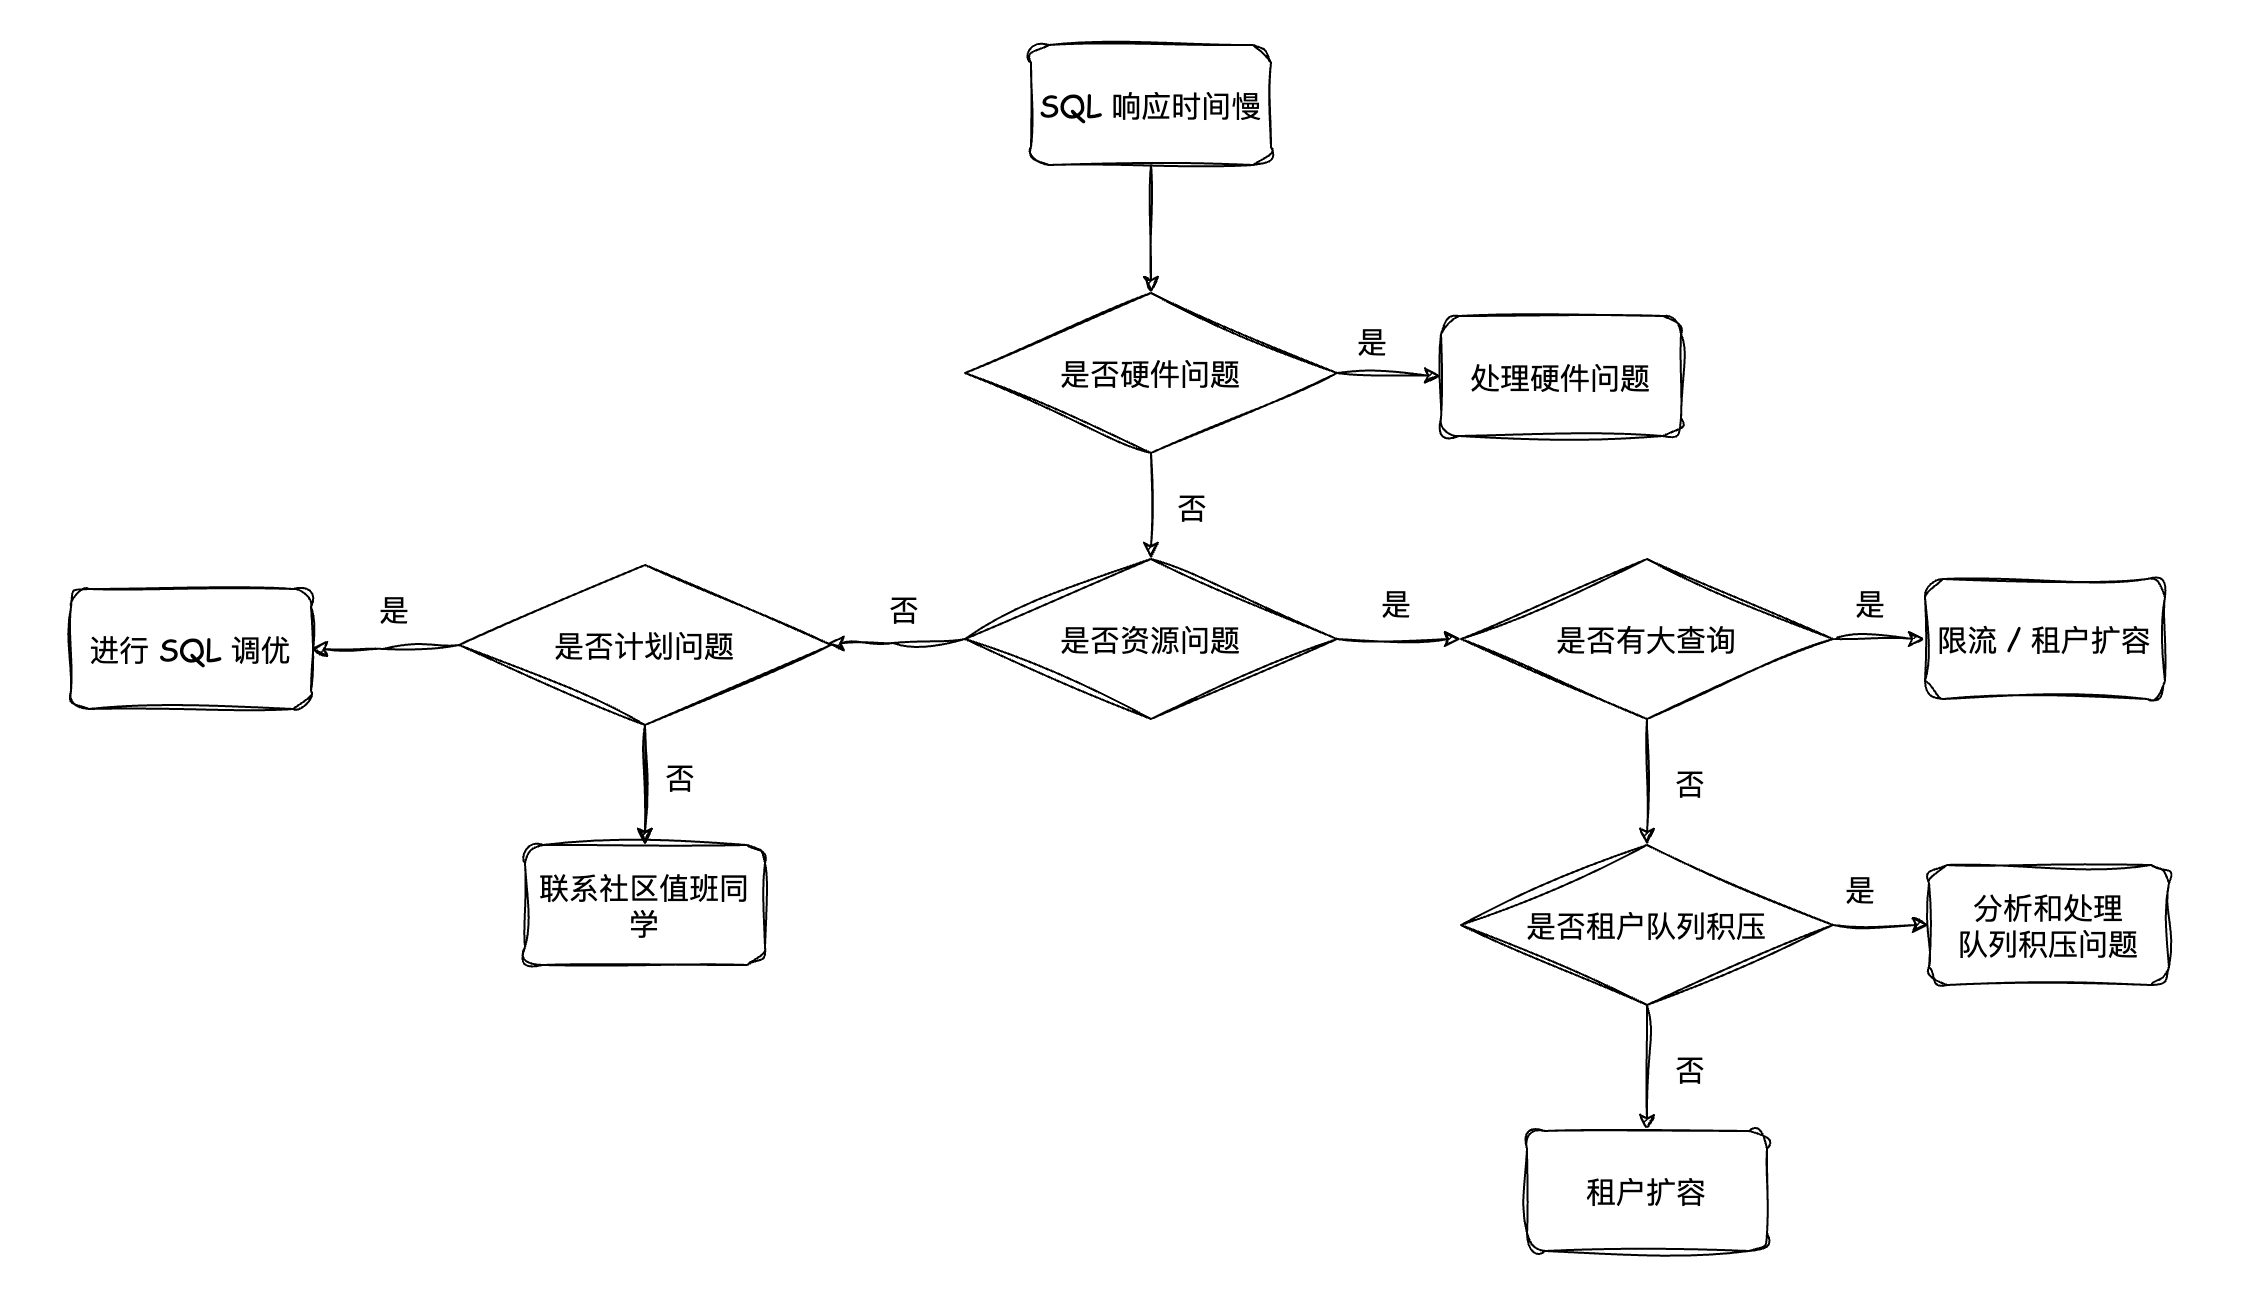 SQL 响应时间慢
是否硬件问题
是
处理硬件问题
否
进行 SQL 调优
是
是否计划问题
否
是否资源问题
是
是否有大查询
是
限流 / 租户扩容
否
联系社区值班同
学
否
是否租户队列积压
是
分析和处理
队列积压问题
否
租户扩容